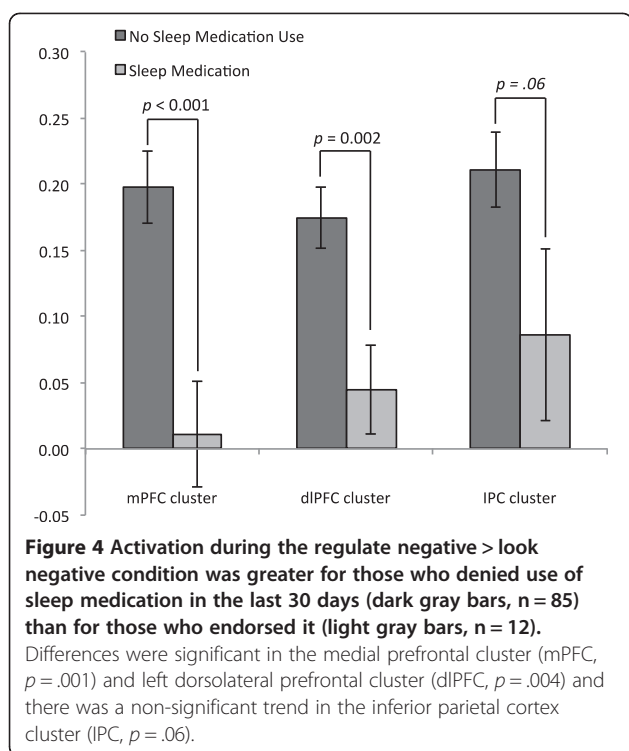 No Sleep Medication Use
Sleep Medication
0.30
0.25
0.20
0.15
0.10
0.05
0.00
-0.05
p < 0.001
p = 0.002
p = .06
mPFC cluster
dlPFC cluster
IPC cluster
Figure 4 Activation during the regulate negative > look
negative condition was greater for those who denied use of
sleep medication in the last 30 days (dark gray bars, n = 85)
than for those who endorsed it (light gray bars, n = 12).
Differences were significant in the medial prefrontal cluster (mPFC,
p = .001) and left dorsolateral prefrontal cluster (dlPFC, p = .004) and
there was a non-significant trend in the inferior parietal cortex
cluster (IPC, p = .06).